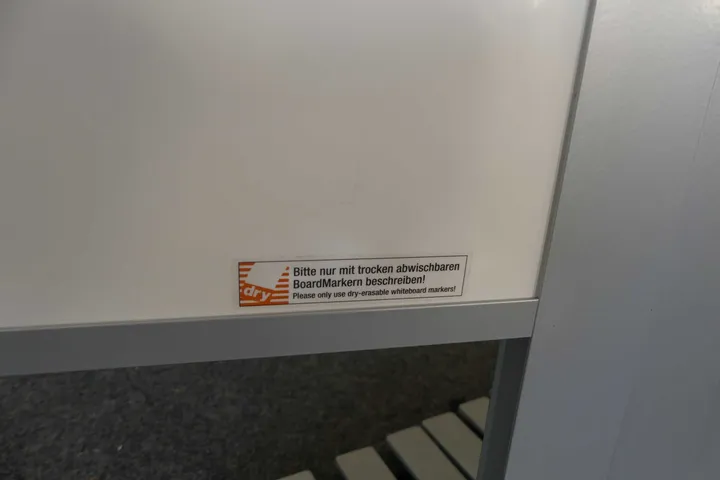 dry
Bitte nur mit trocken abwischbaren
BoardMarkern beschreiben!
Please only use dry-erasable whiteboard markers!